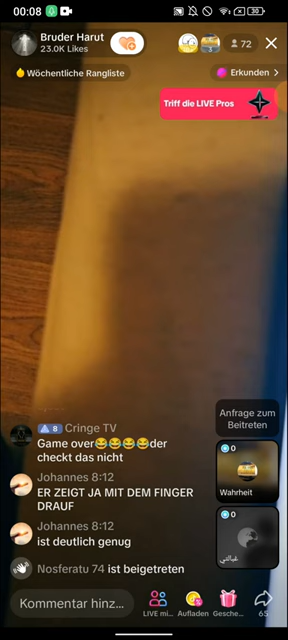 00:08
30
Bruder Harut
23.0K Likes
3
72
Wöchentliche Rangliste
Erkunden >
Triff die LIVE Pros
8 Cringe TV
Game over😂😂😂😂der
checkt das nicht
Johannes 8:12
ER ZEIGT JA MIT DEM FINGER
DRAUF
Johannes 8:12
ist deutlich genug
Nosferatu 74 ist beigetreten
Anfrage zum
Beitreten
0
Wahrheit
0
Kommentar hinz...
LIVE mi...
Aufladen
Gesche...
65